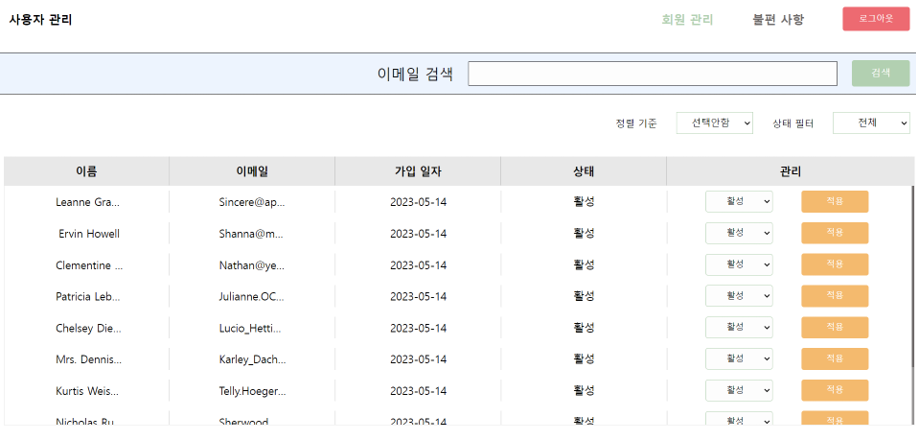 사용자 관리 회원 관리 불편 사항 로그아웃
이메일 검색 검색
정렬 기준 선택안함 상태 필터 전체
이름 이메일 가입 일자 상태 관리
Leanne Gra... Sincere@ap... 2023-05-14 활성 활성 적용
Ervin Howell Shanna@m... 2023-05-14 활성 활성 적용
Clementine ... Nathan@ye... 2023-05-14 활성 활성 적용
Patricia Leb... Julianne.OC... 2023-05-14 활성 활성 적용
Chelsey Die... Lucio_Hetti... 2023-05-14 활성 활성 적용
Mrs. Dennis... Karley_Dach... 2023-05-14 활성 활성 적용
Kurtis Weis... Telly.Hoeger... 2023-05-14 활성 활성 적용
Nicholas Ru... Sherwood... 2023-05-14 활성 활성 적용